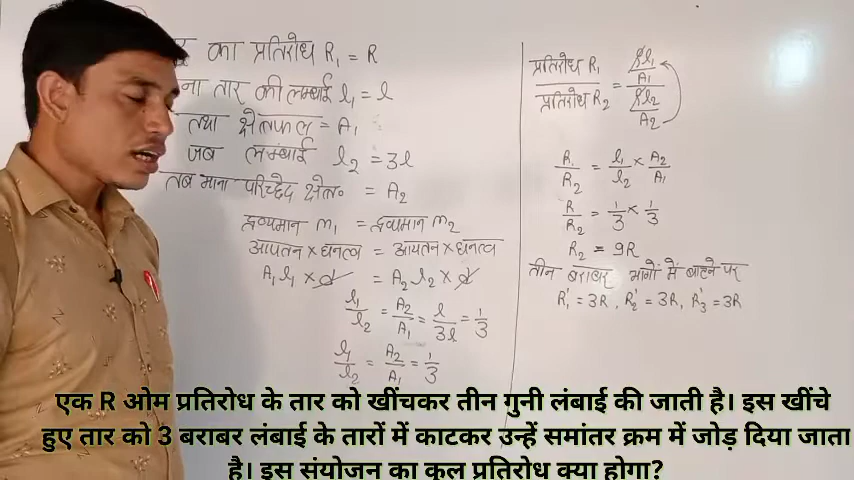 का प्रतिरोध R₁ = R
ना तार की लम्बाई l₁ = l
तथा क्षेत्रफल = A₁
जब लम्बाई l₂ = 3l
तब माना परिच्छेद क्षेत्र० = A₂
द्रव्यमान m₁ = द्रव्यमान m₂
आयतन × घनत्व = आयतन × घनत्व
A₁ l₁ × d = A₂ l₂ × d
l₁/l₂ = A₂/A₁ = l/3l = 1/3
l₁/l₂ = A₂/A₁ = 1/3
प्रतिरोध R₁ / प्रतिरोध R₂ = (ρl₁/A₁) / (ρl₂/A₂)
R₁/R₂ = l₁/l₂ × A₂/A₁
R/R₂ = 1/3 × 1/3
R₂ = 9R
तीन बराबर भागों में बाटने पर
R₁' = 3R, R₂' = 3R, R₃' = 3R
एक R ओम प्रतिरोध के तार को खींचकर तीन गुनी लंबाई की जाती है। इस खींचे
हुए तार को 3 बराबर लंबाई के तारों में काटकर उन्हें समांतर क्रम में जोड़ दिया जाता
है। इस संयोजन का कुल प्रतिरोध क्या होगा?